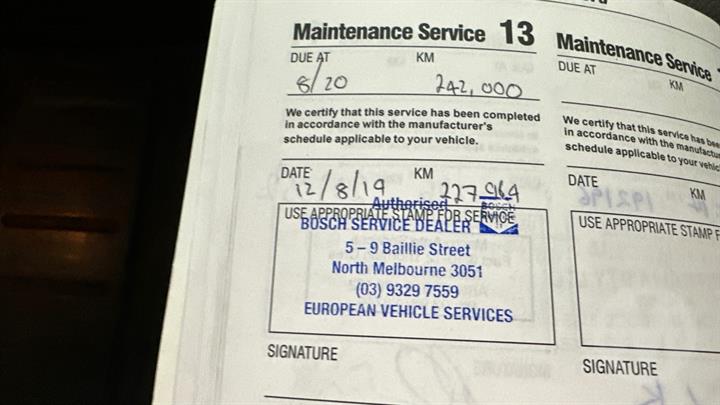 Maintenance Service 13
DUE AT KM
8/20 242,000
We certify that this service has been completed
in accordance with the manufacturer's
schedule applicable to your vehicle.
DATE KM
12/8/19 227 969
Authorised BOSCH
USE APPROPRIATE STAMP FOR SERVICE
BOSCH SERVICE DEALER
5 – 9 Baillie Street
North Melbourne 3051
(03) 9329 7559
EUROPEAN VEHICLE SERVICES
SIGNATURE
Maintenance Service
DUE AT
KM
We certify that this service has
in accordance with the
schedule applicable to your
DATE KM
USE APPROPRIATE STAMP
SIGNATURE